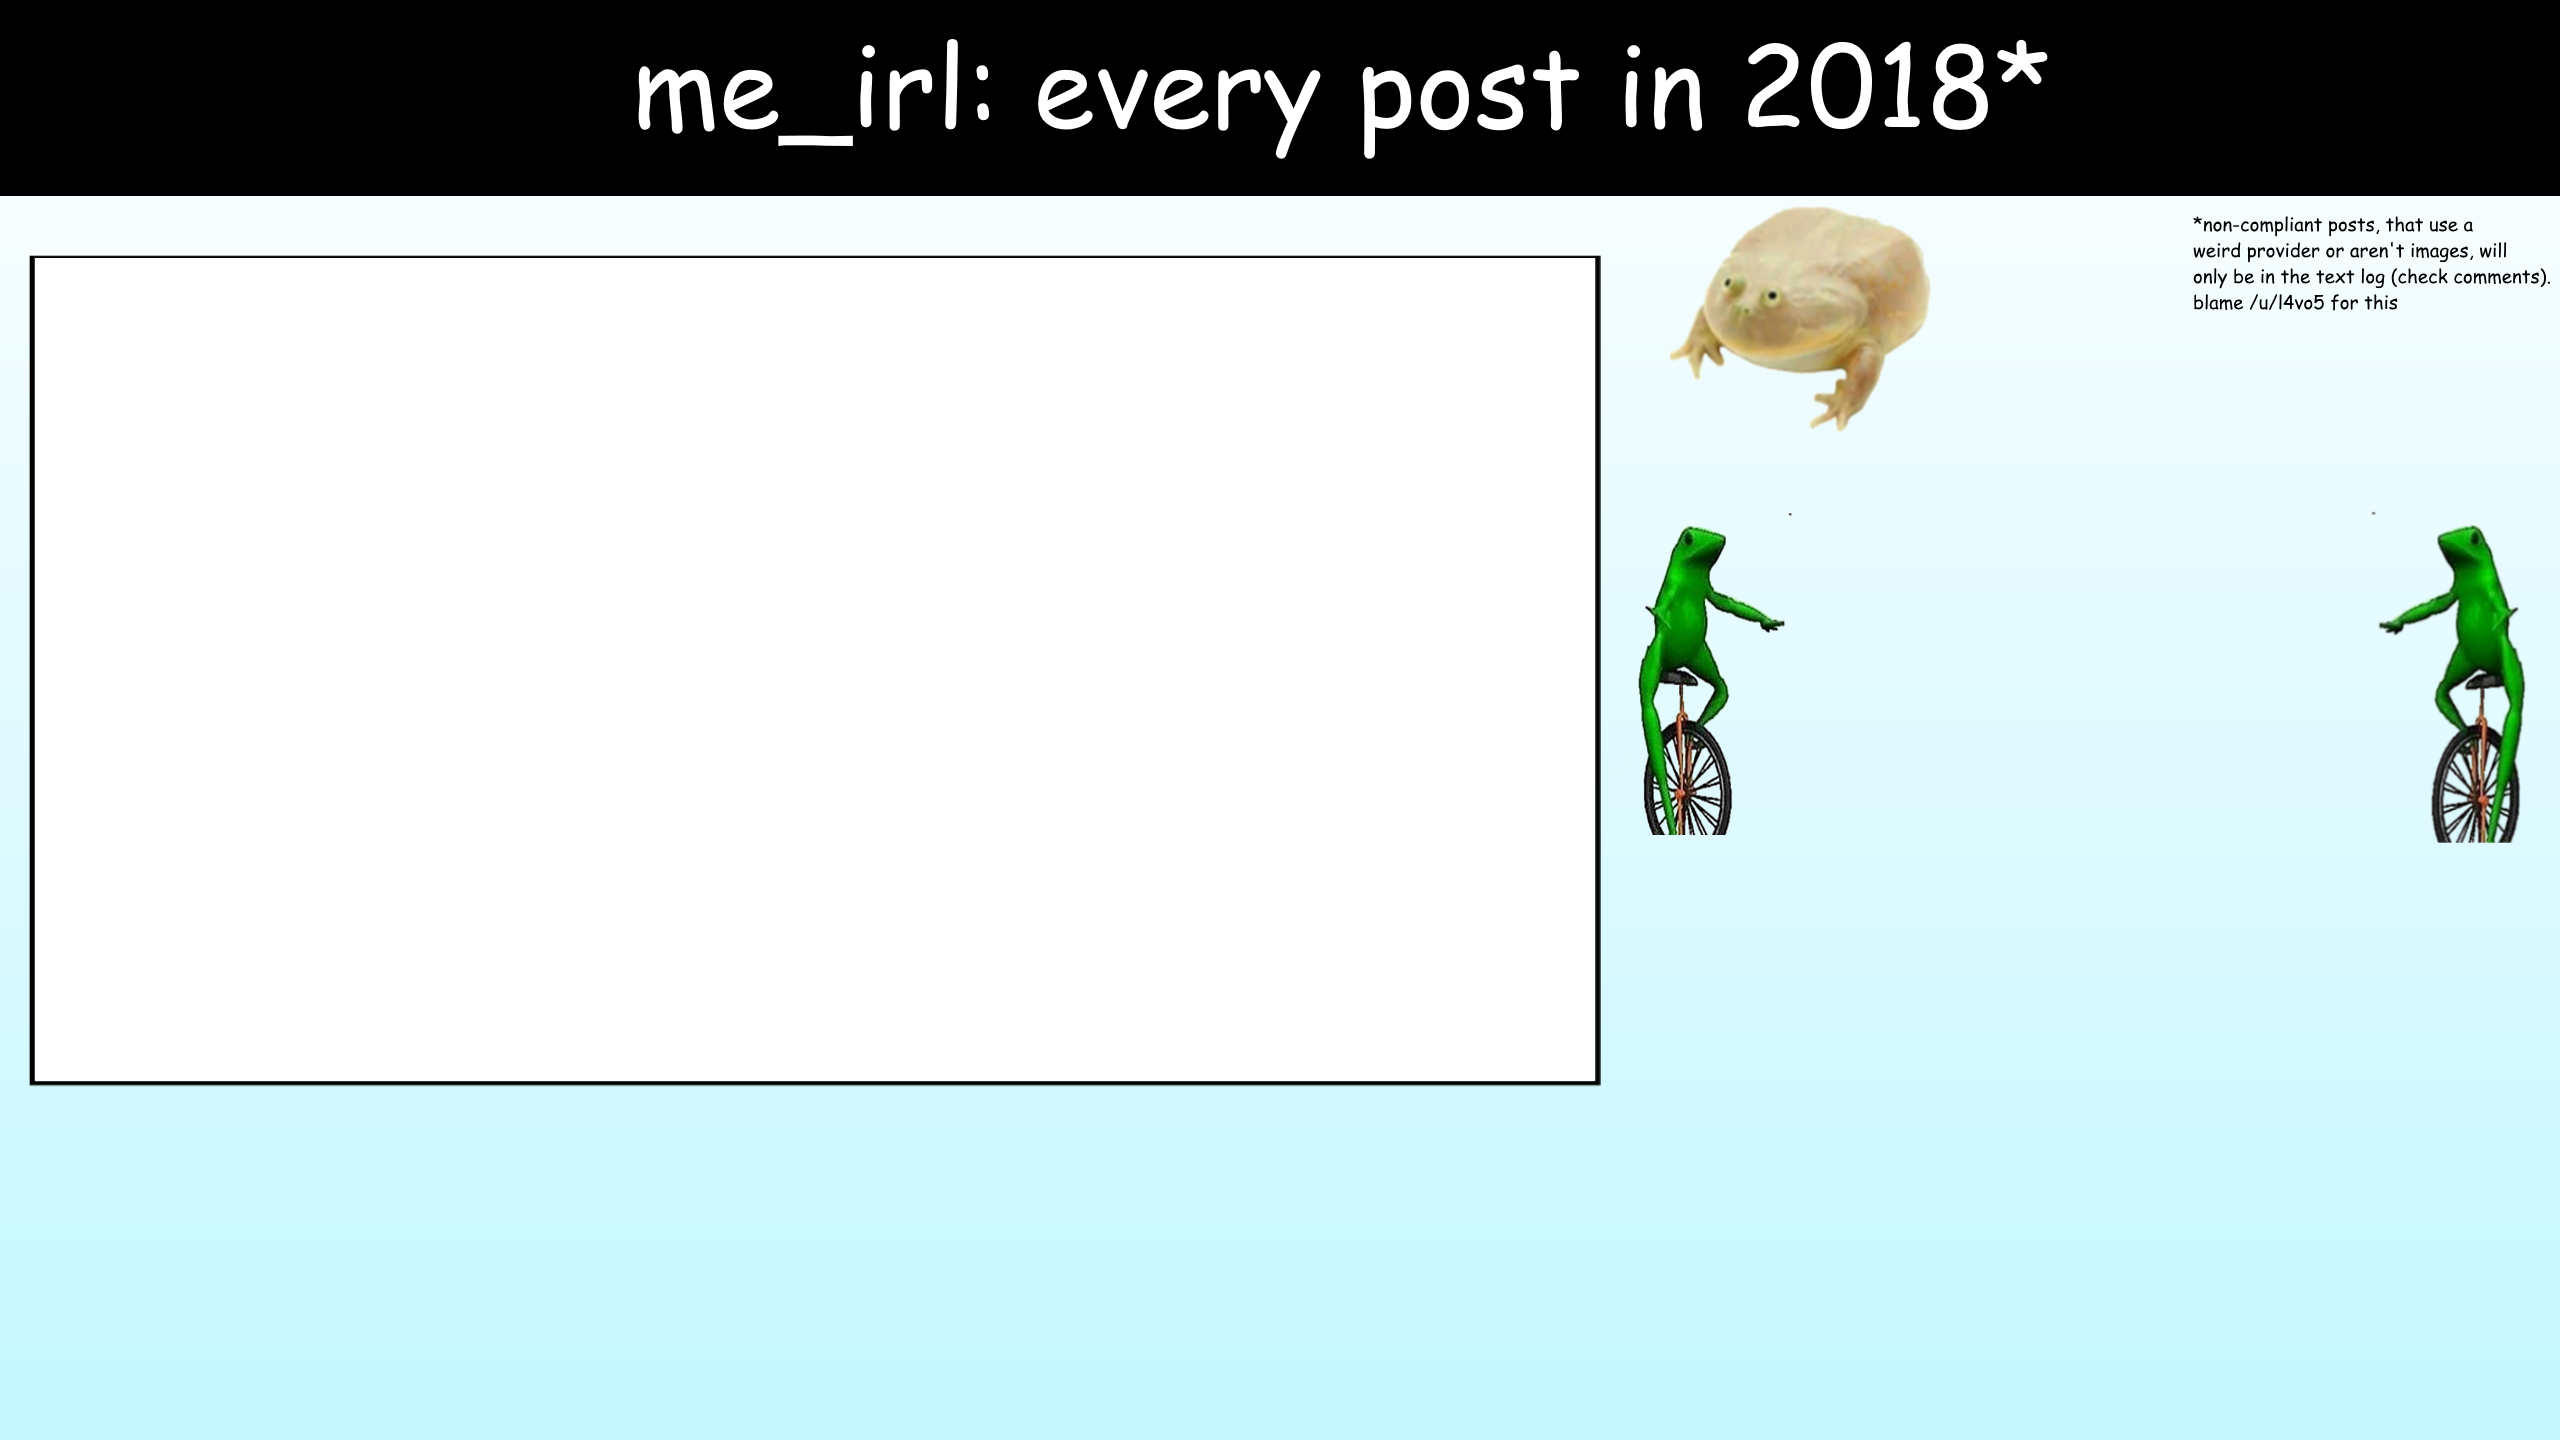 me_irl: every post in 2018*
*non-compliant posts, that use a
weird provider or aren't images, will
only be in the text log (check comments).
blame /u/l4vo5 for this